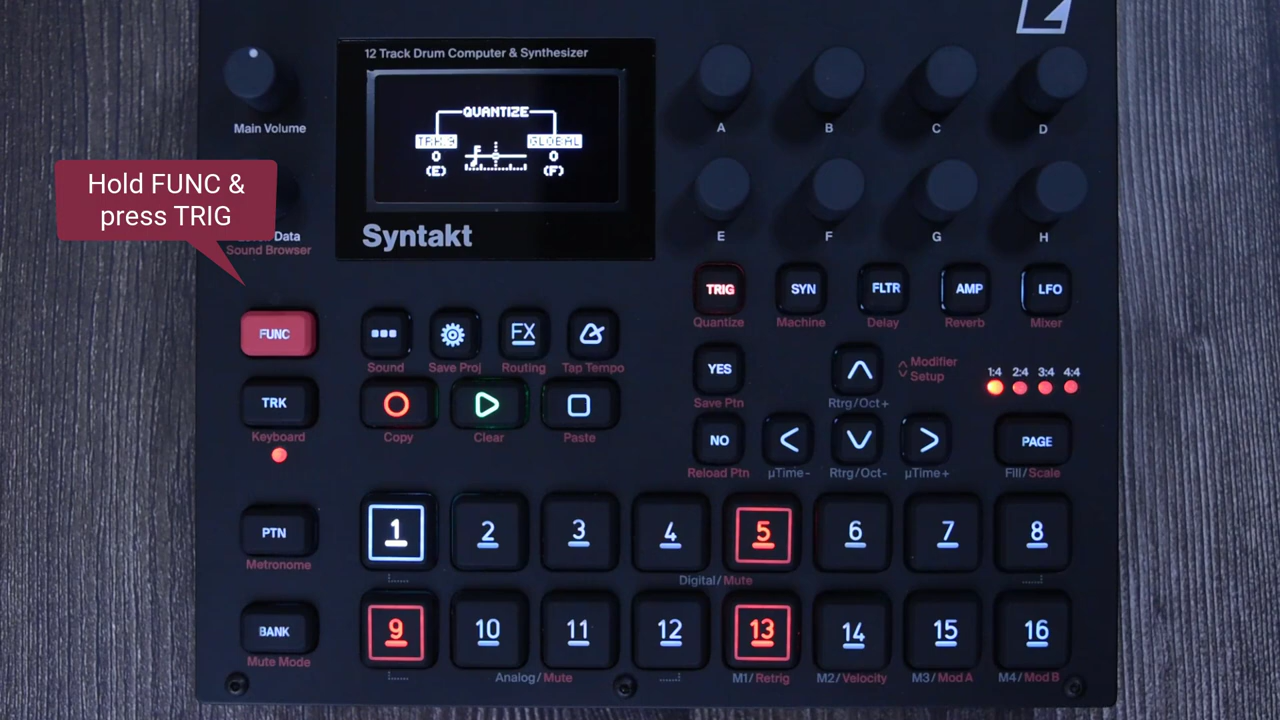 12 Track Drum Computer & Synthesizer
QUANTIZE
GLOBAL
0
0
(E)
(F)
Syntakt
Main Volume
Hold FUNC &
press TRIG
Data
Sound Browser
A
B
C
D
E
F
G
H
TRIG
SYN
FLTR
AMP
LFO
Quantize
Machine
Delay
Reverb
Mixer
FUNC
FX
Sound
Save Proj
Routing
Tap Tempo
YES
Save Ptn
Rtrg/Oct+
Modifier
Setup
1:4
2:4
3:4
4:4
TRK
Keyboard
Copy
Clear
Paste
NO
Reload Ptn
µTime-
Rtrg/Oct-
µTime+
PAGE
Fill/Scale
PTN
Metronome
1
2
3
4
5
6
7
8
Digital/Mute
BANK
Mute Mode
9
10
11
12
13
14
15
16
Analog/Mute
M1/Retrig
M2/Velocity
M3/Mod A
M4/Mod B